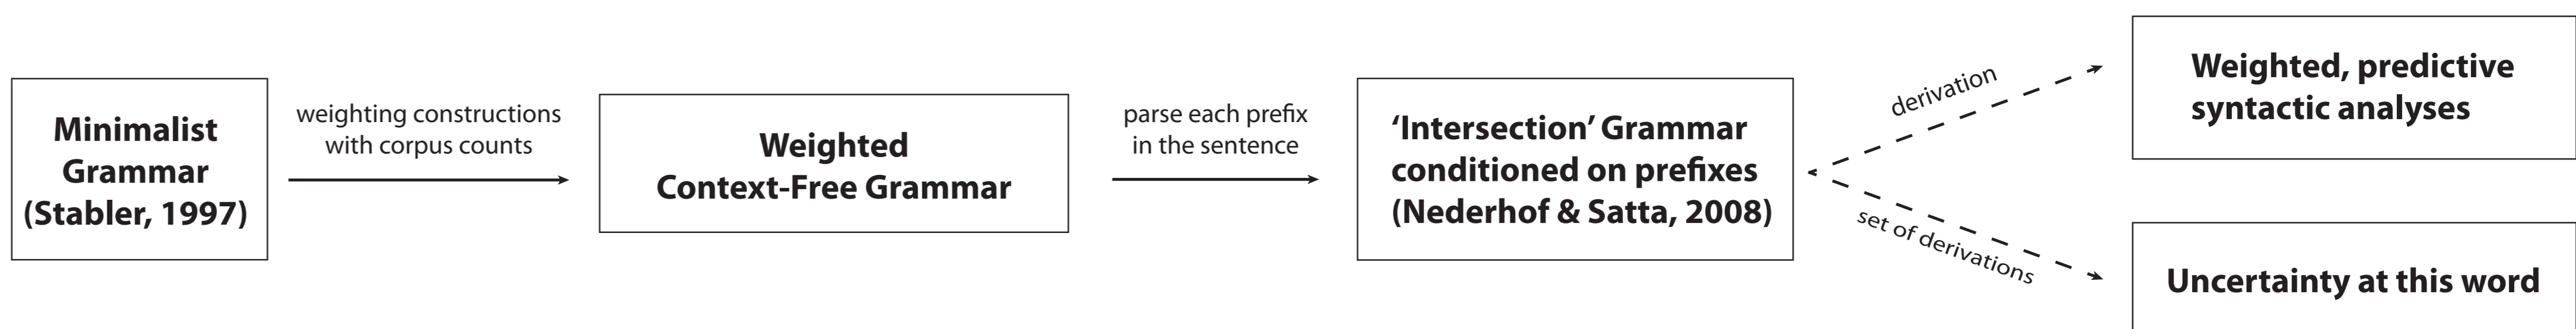 Minimalist
Grammar
(Stabler, 1997)
weighting constructions
with corpus counts
Weighted
Context-Free Grammar
parse each prefix
in the sentence
‘Intersection’ Grammar
conditioned on prefixes
(Nederhof & Satta, 2008)
derivation
set of derivations
Weighted, predictive
syntactic analyses
Uncertainty at this word